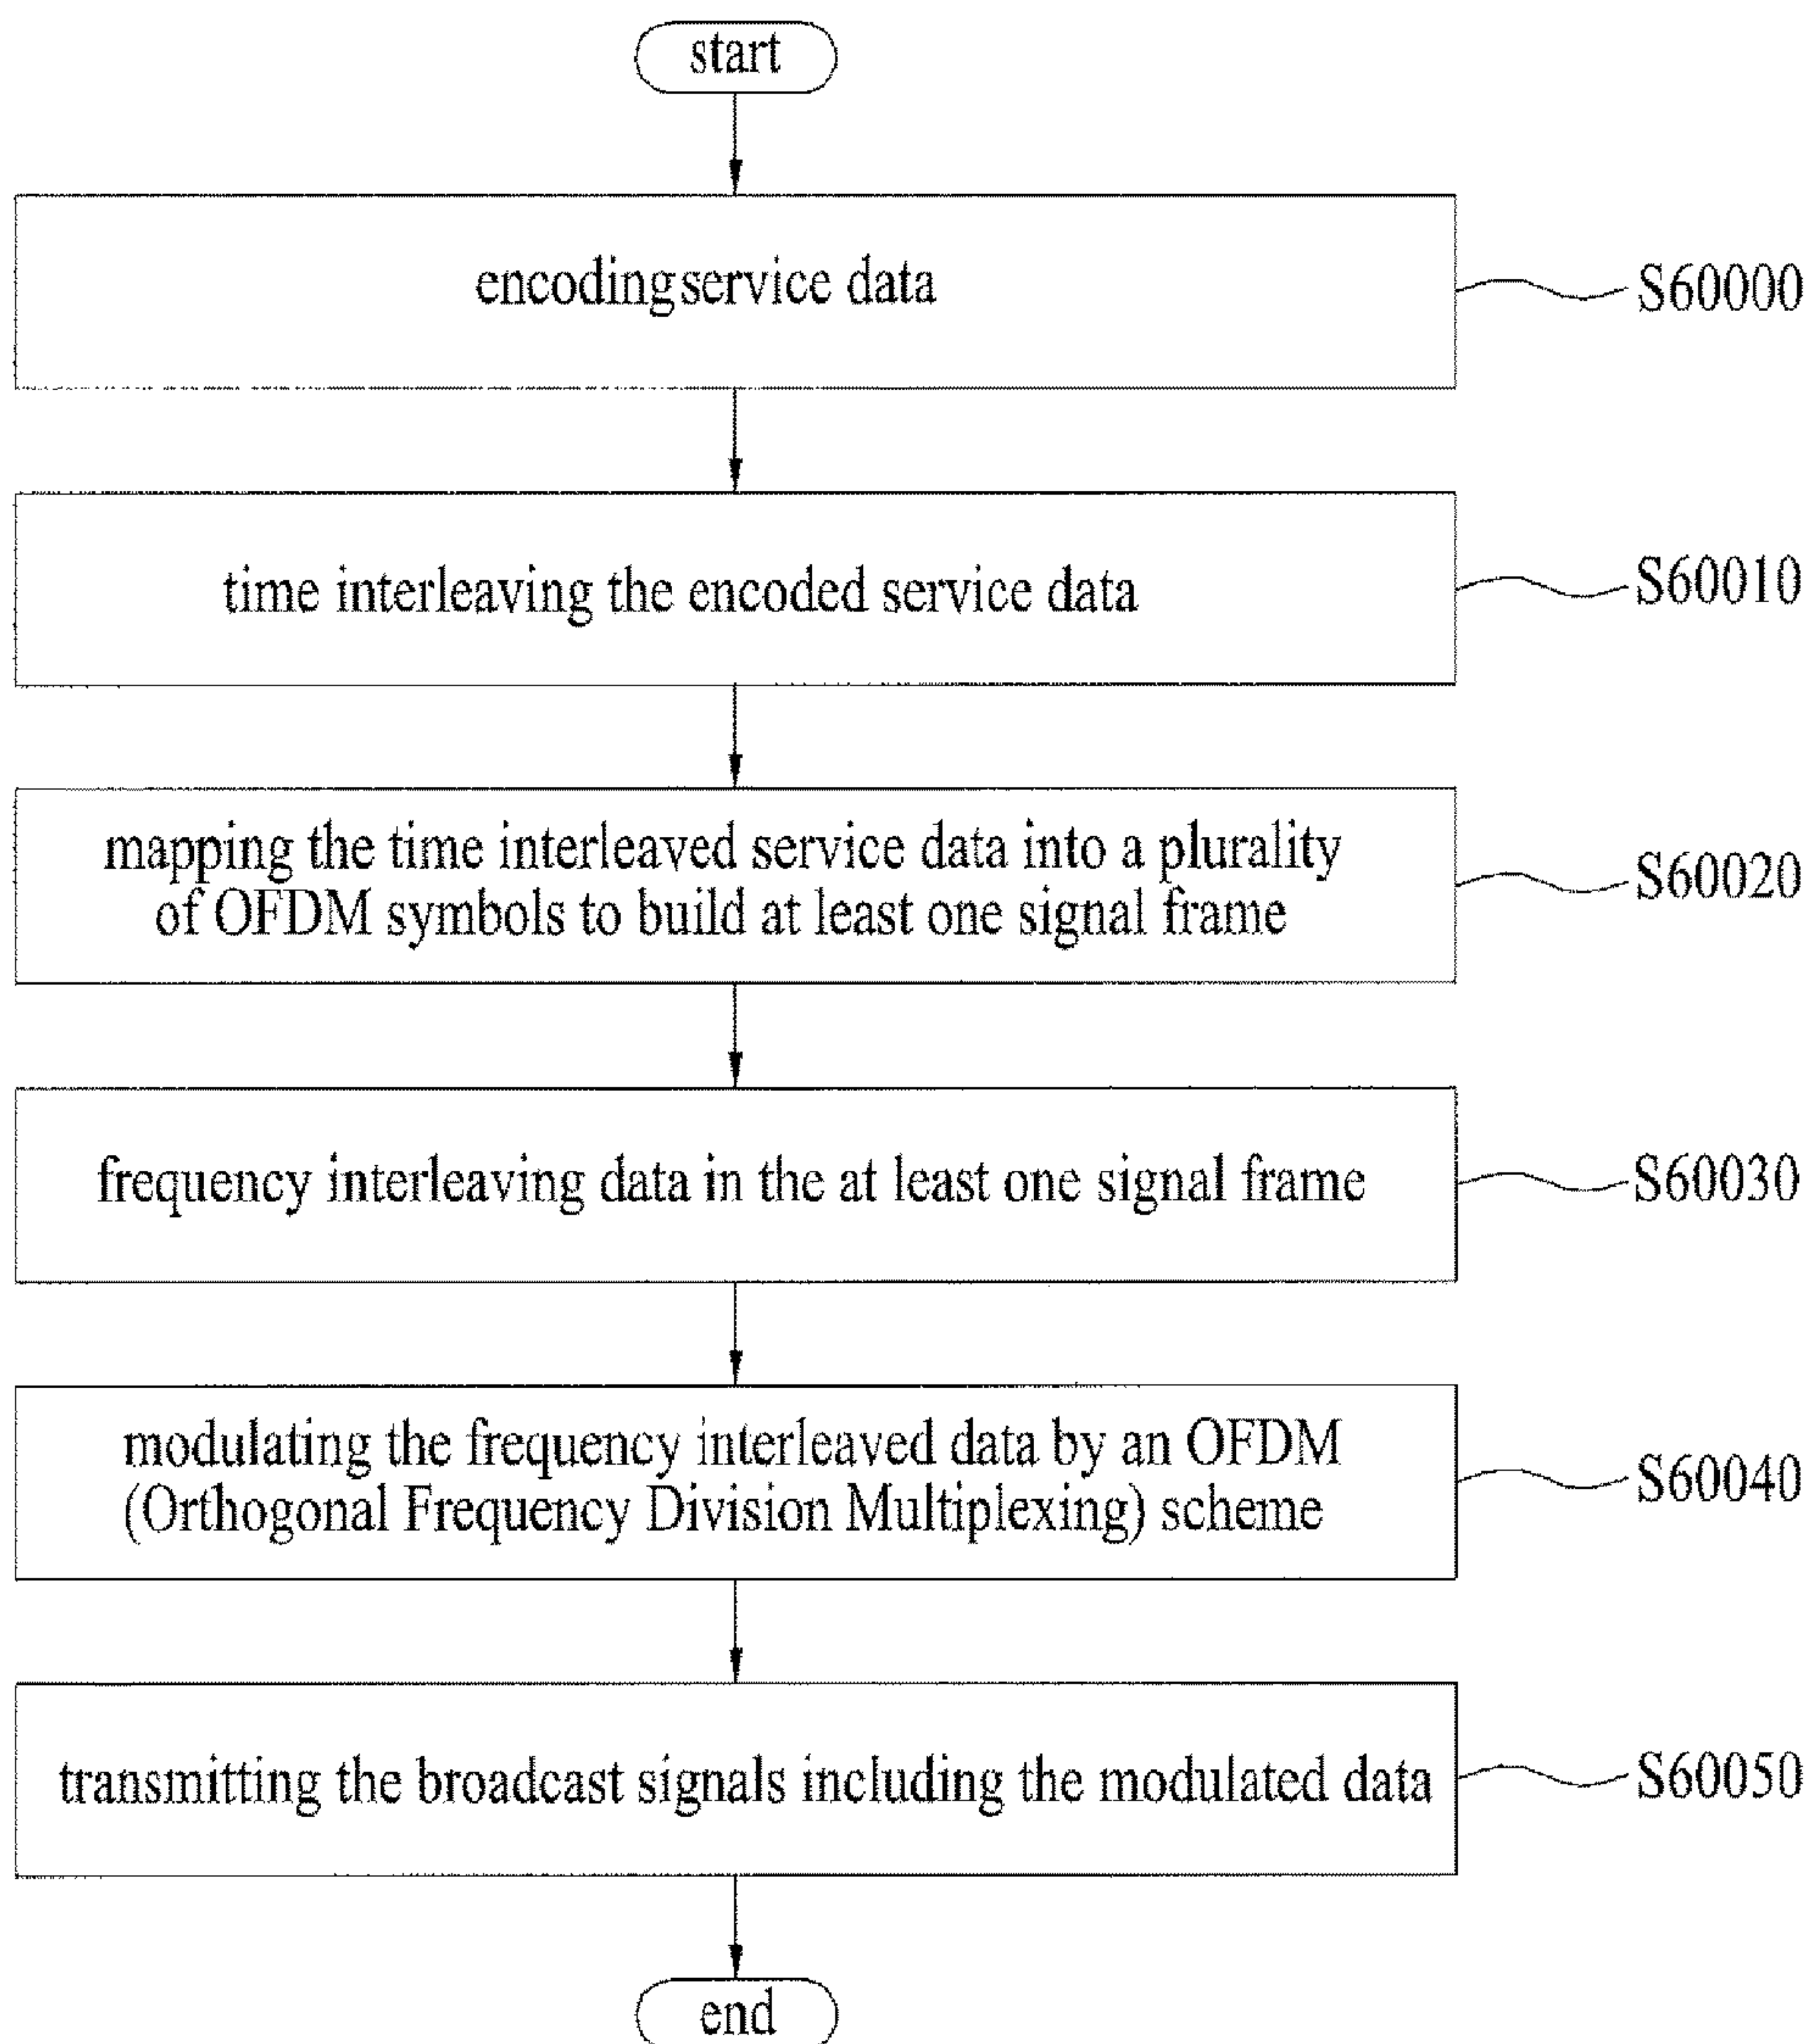 start
encodingservice data
S60000
time interleaving the encoded service data
S60010
mapping the time interleaved service data into a plurality
of OFDM symbols to build at least one signal frame
S60020
frequency interleaving data in the at least one signal frame
S60030
modulating the frequency interleaved data by an OFDM
(Orthogonal Frequency Division Multiplexing) scheme
S60040
transmitting the broadcast signals including the modulated data
S60050
end